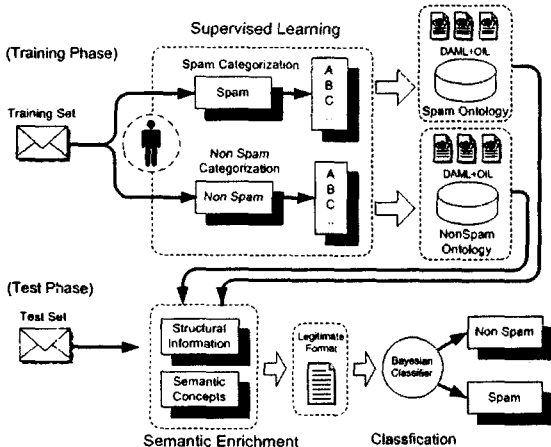 Supervised Learning
(Training Phase)
Spam Categorization
Training Set
Spam
A
B
C
..
DAML+OIL
Spam Ontology
Non Spam
Categorization
Non Spam
A
B
C
..
DAML+OIL
NonSpam
Ontology
(Test Phase)
Test Set
Structural
Information
Semantic
Concepts
Legitimate
Format
Bayesian
Classifier
Non Spam
Spam
Semantic Enrichment
Classfication